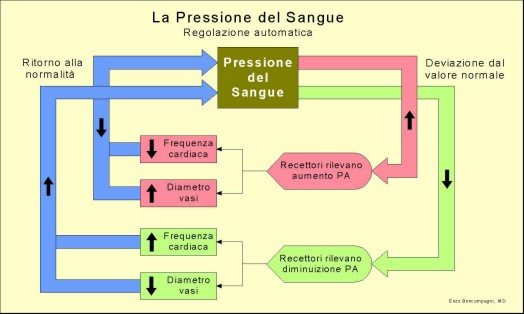 La Pressione del Sangue
Regolazione automatica
Ritorno alla
normalità
Pressione
del
Sangue
Deviazione dal
valore normale
Frequenza
cardiaca
Diametro
vasi
Recettori rilevano
aumento PA
Frequenza
cardiaca
Diametro
vasi
Recettori rilevano
diminuizione PA
Enzo Boncompagni, MD